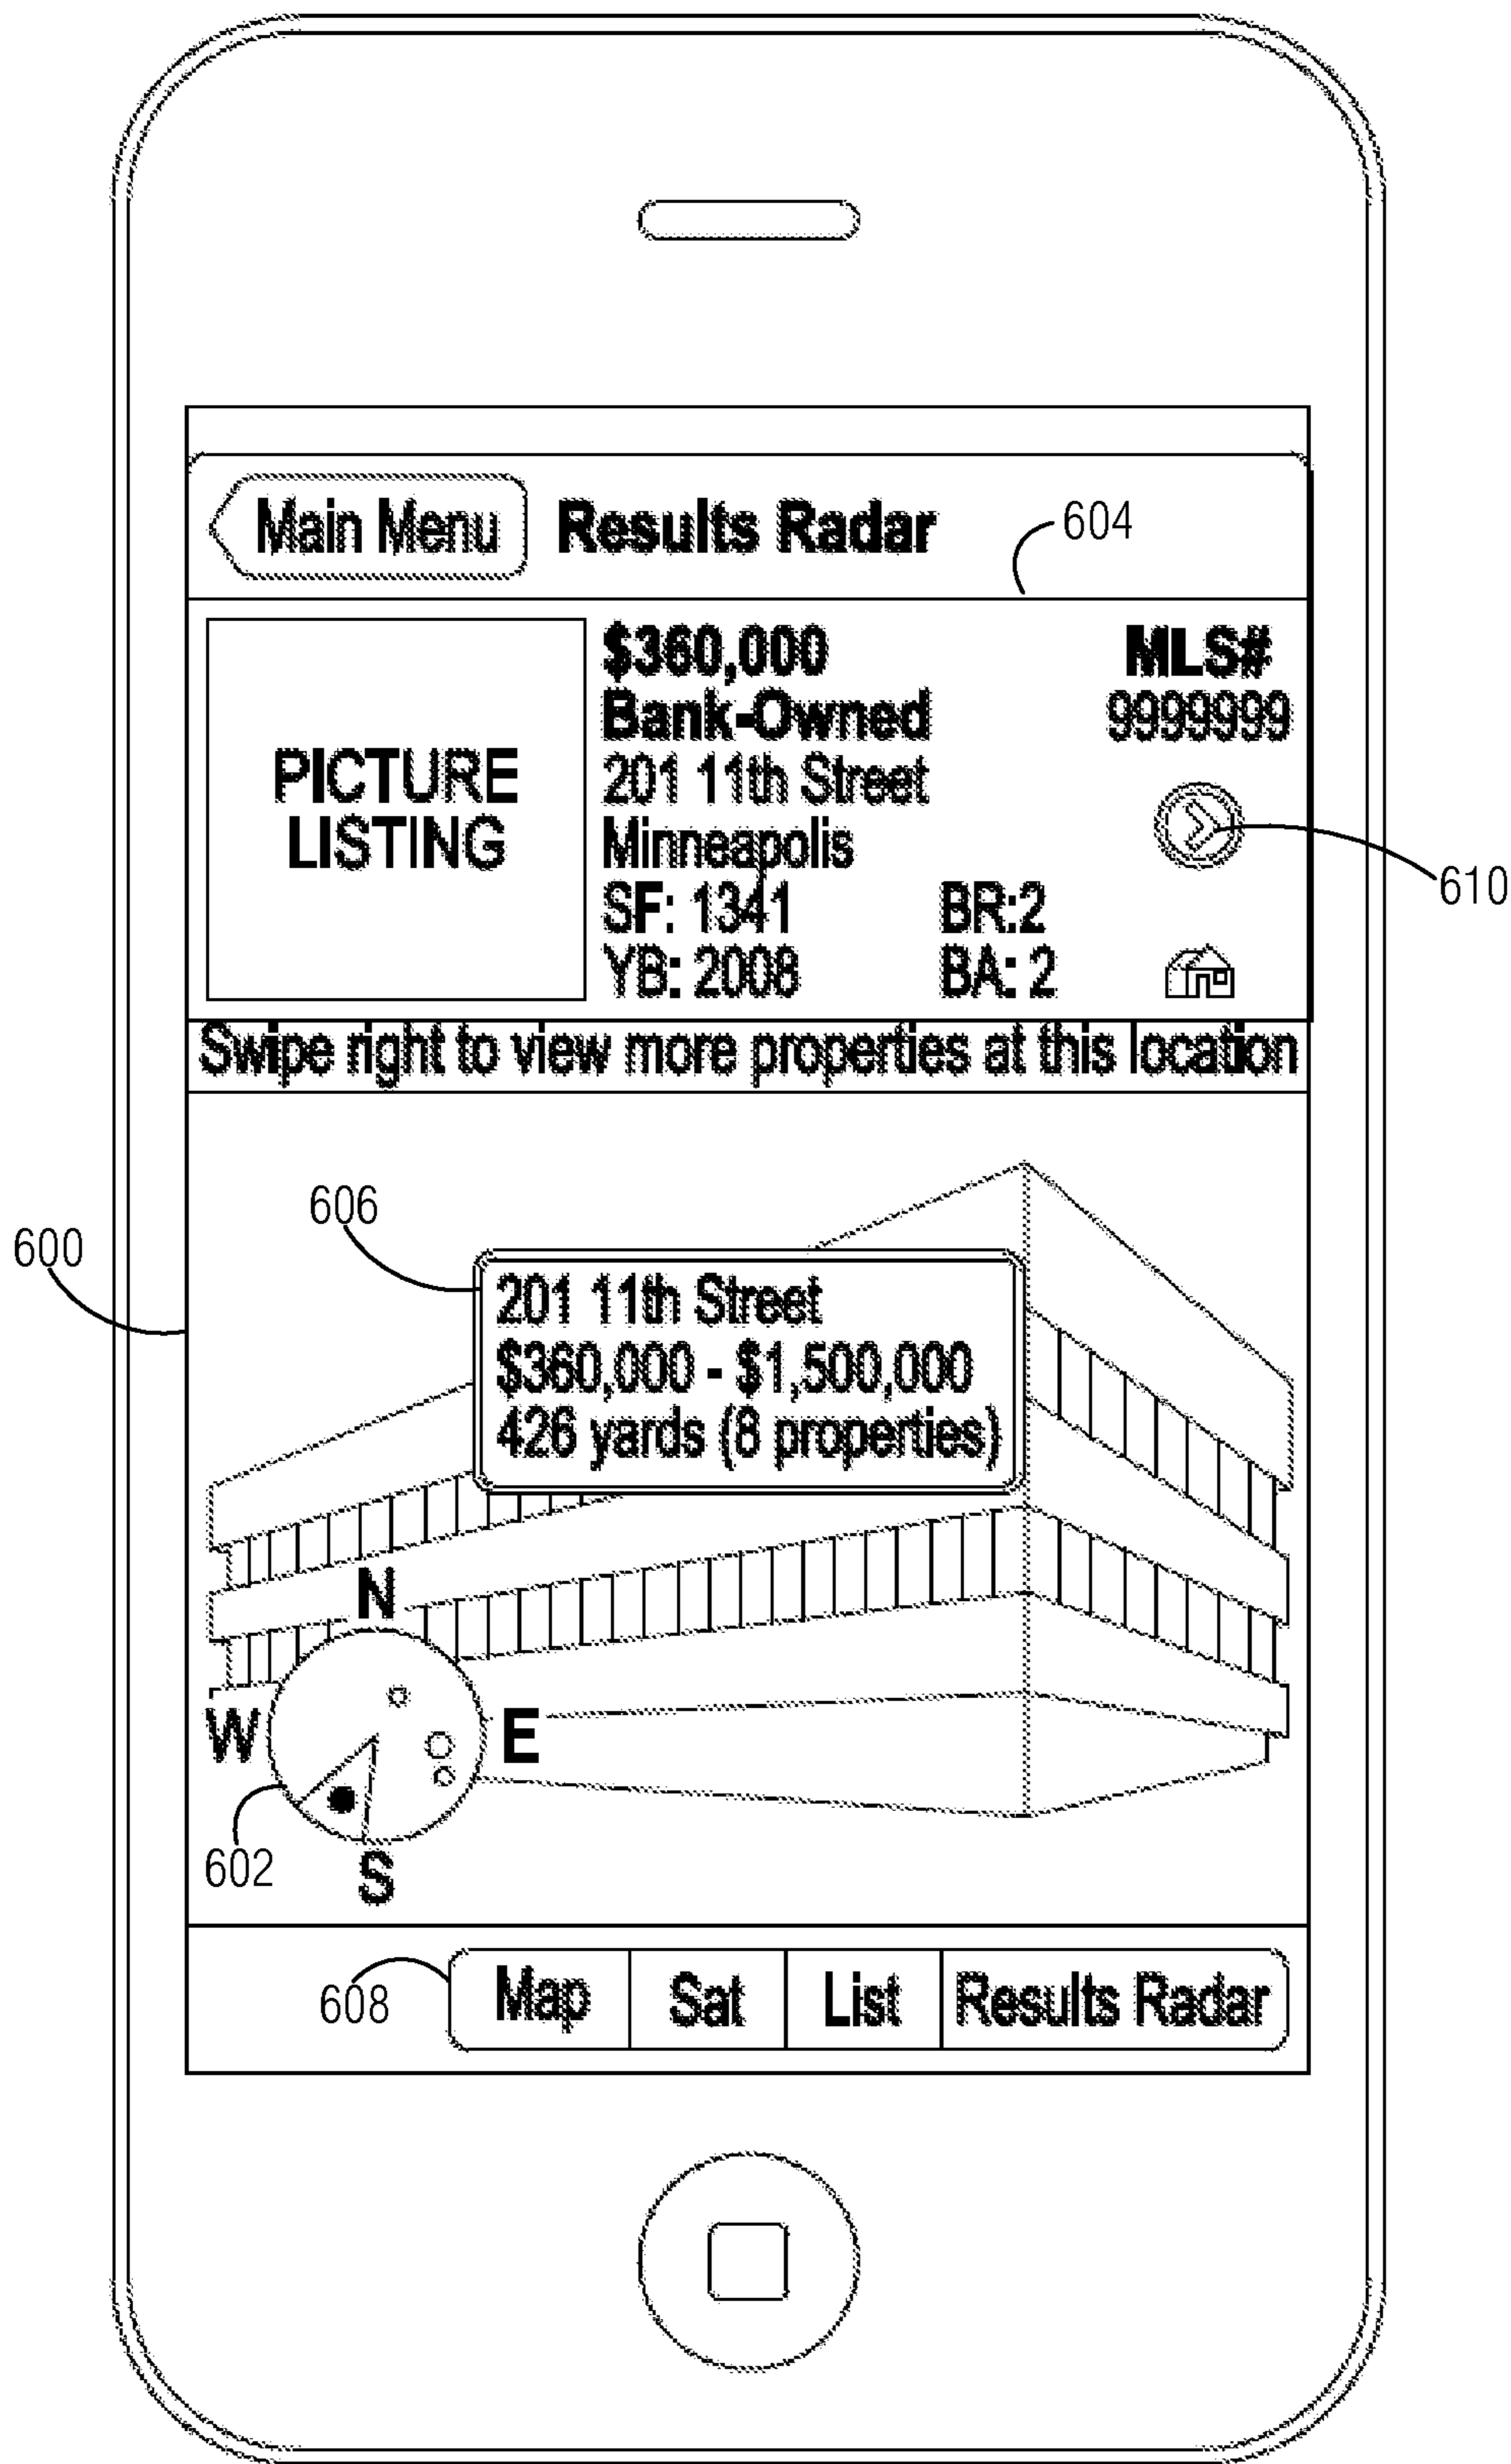 Main Menu Results Radar
604
$360,000 MLS#
Bank-Owned 9999999
PICTURE
LISTING
201 11th Street
Minneapolis
610
SF: 1341 BR:2
YB: 2008 BA: 2
Swipe right to view more properties at this location
606
600
201 11th Street
$360,000 - $1,500,000
426 yards (8 properties)
N
W E
602
S
608
Map Sat List Results Radar